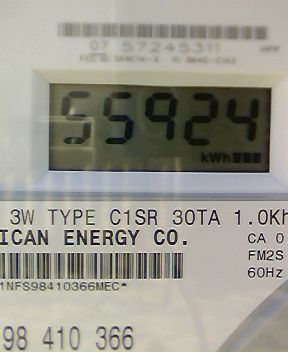 07 57245311
55924
kWh
3W TYPE C1SR 30TA 1.0Kh
ICAN ENERGY CO.
CA 0
FM2S
60Hz
1NFS98410366MEC*
98 410 366